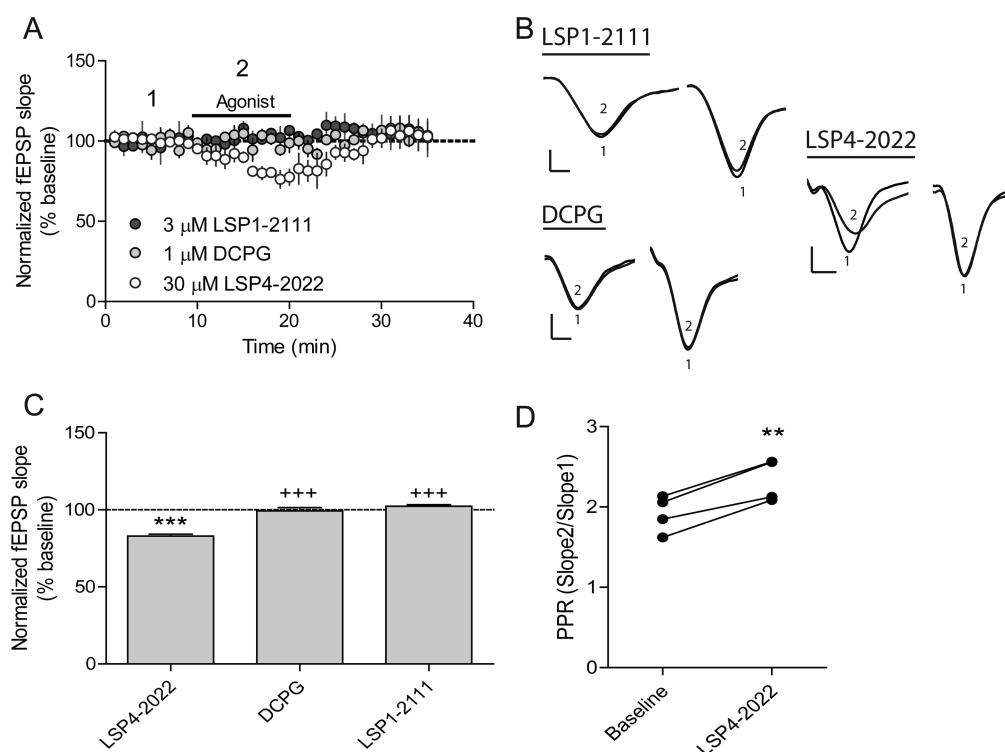 A
Normalized fEPSP slope
(% baseline)
150
100
50
0
1
2
Agonist
3 μM LSP1-2111
1 μM DCPG
30 μM LSP4-2022
0
10
20
30
40
Time (min)
B
LSP1-2111
2
1
2
1
LSP4-2022
2
1
2
1
DCPG
2
1
2
1
C
Normalized fEPSP slope
(% baseline)
150
100
50
0
***
+++
+++
LSP4-2022
DCPG
LSP1-2111
D
PPR (Slope2/Slope1)
3
2
1
0
**
Baseline
LSP4-2022